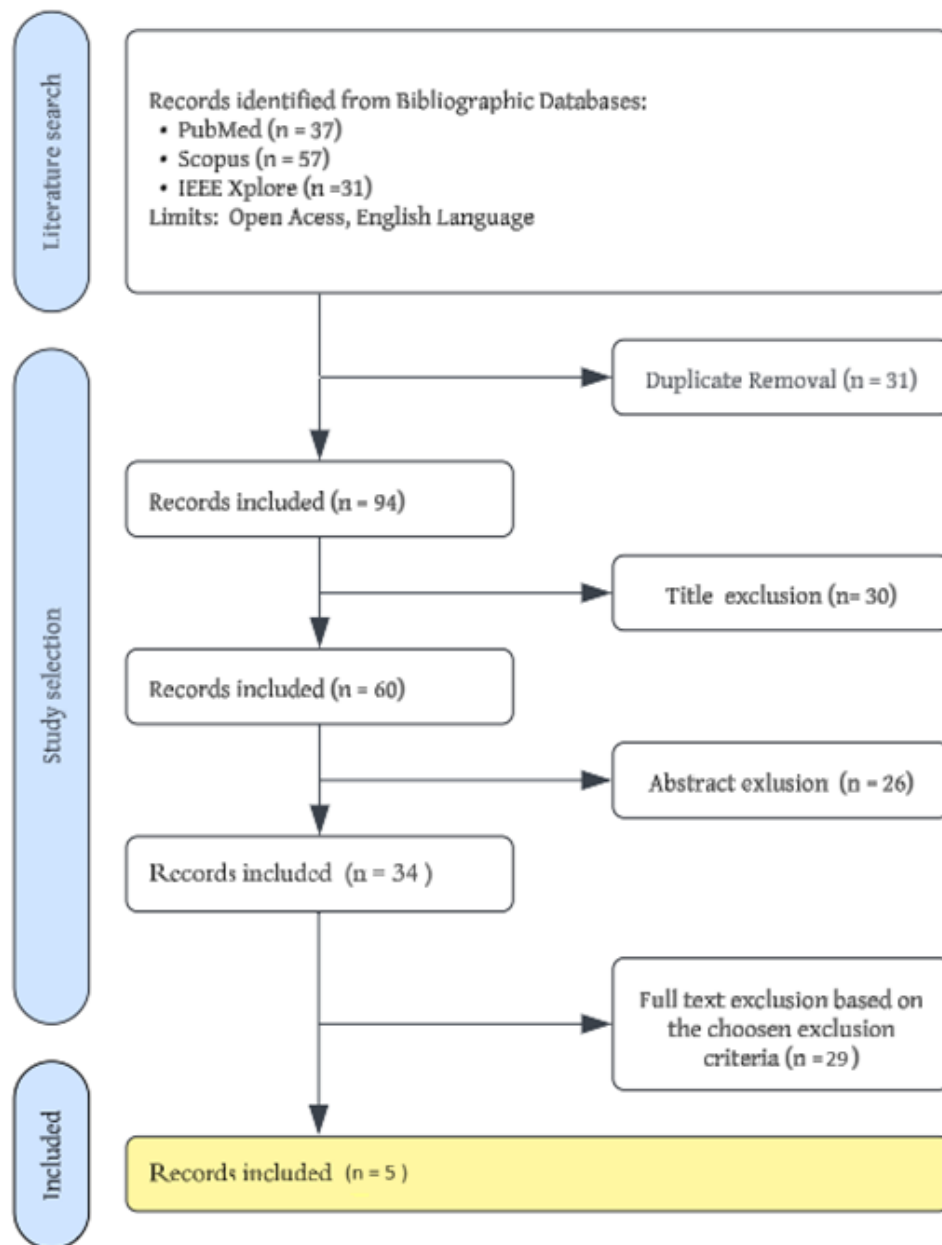 Literature search
Records identified from Bibliographic Databases:
• PubMed (n = 37)
• Scopus (n = 57)
• IEEE Xplore (n =31)
Limits: Open Acess, English Language
Study selection
Duplicate Removal (n = 31)
Records included (n = 94)
Title exclusion (n= 30)
Records included (n = 60)
Abstract exlusion (n = 26)
Records included (n = 34 )
Full text exclusion based on
the choosen exclusion
criteria (n =29 )
Included
Records included (n = 5 )